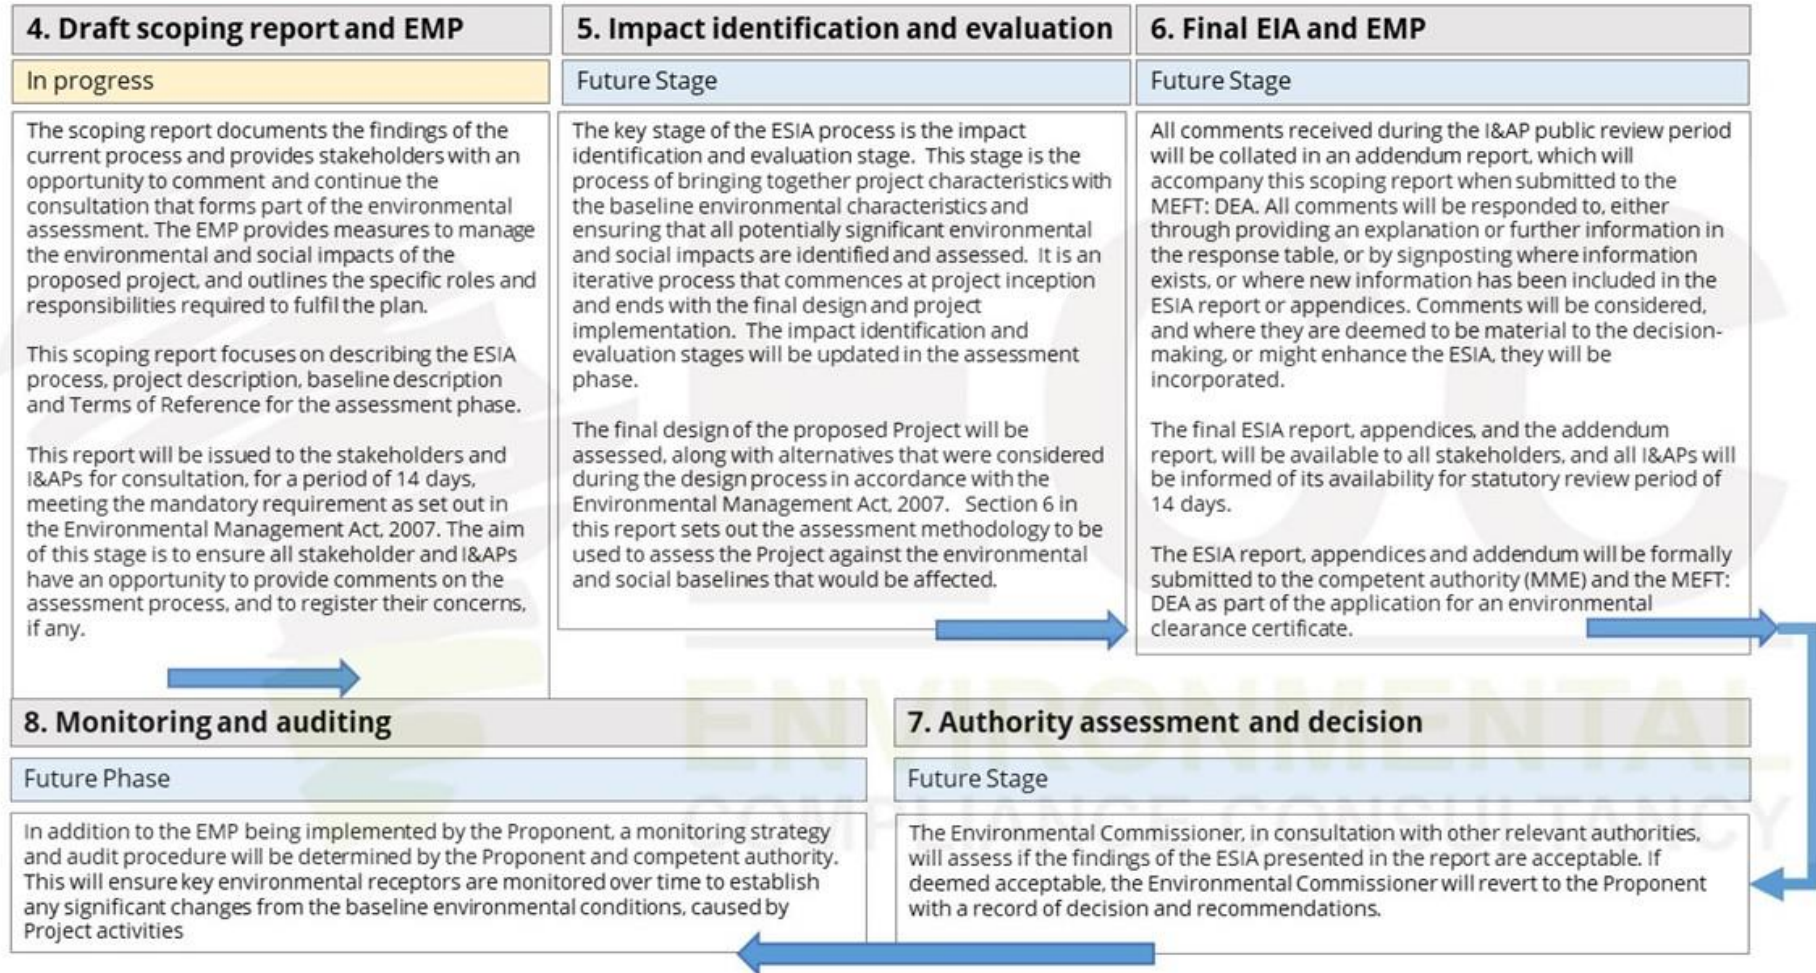 4. Draft scoping report and EMP
In progress
The scoping report documents the findings of the
current process and provides stakeholders with an
opportunity to comment and continue the
consultation that forms part of the environmental
assessment. The EMP provides measures to manage
the environmental and social impacts of the
proposed project, and outlines the specific roles and
responsibilities required to fulfil the plan.
This scoping report focuses on describing the ESIA
process, project description, baseline description
and Terms of Reference for the assessment phase.
This report will be issued to the stakeholders and
I&APs for consultation, for a period of 14 days,
meeting the mandatory requirement as set out in
the Environmental Management Act, 2007. The aim
of this stage is to ensure all stakeholder and I&APs
have an opportunity to provide comments on the
assessment process, and to register their concerns,
if any.
5. Impact identification and evaluation
Future Stage
The key stage of the ESIA process is the impact
identification and evaluation stage. This stage is the
process of bringing together project characteristics with
the baseline environmental characteristics and
ensuring that all potentially significant environmental
and social impacts are identified and assessed. It is an
iterative process that commences at project inception
and ends with the final design and project
implementation. The impact identification and
evaluation stages will be updated in the assessment
phase.
The final design of the proposed Project will be
assessed, along with alternatives that were considered
during the design process in accordance with the
Environmental Management Act, 2007. Section 6 in
this report sets out the assessment methodology to be
used to assess the Project against the environmental
and social baselines that would be affected.
6. Final EIA and EMP
Future Stage
All comments received during the I&AP public review period
will be collated in an addendum report, which will
accompany this scoping report when submitted to the
MEFT: DEA. All comments will be responded to, either
through providing an explanation or further information in
the response table, or by signposting where information
exists, or where new information has been included in the
ESIA report or appendices. Comments will be considered,
and where they are deemed to be material to the decision-
making, or might enhance the ESIA, they will be
incorporated.
The final ESIA report, appendices, and the addendum
report, will be available to all stakeholders, and all I&APs will
be informed of its availability for statutory review period of
14 days.
The ESIA report, appendices and addendum will be formally
submitted to the competent authority (MME) and the MEFT:
DEA as part of the application for an environmental
clearance certificate.
8. Monitoring and auditing
Future Phase
In addition to the EMP being implemented by the Proponent, a monitoring strategy
and audit procedure will be determined by the Proponent and competent authority.
This will ensure key environmental receptors are monitored over time to establish
any significant changes from the baseline environmental conditions, caused by
Project activities
7. Authority assessment and decision
Future Stage
The Environmental Commissioner, in consultation with other relevant authorities,
will assess if the findings of the ESIA presented in the report are acceptable. If
deemed acceptable, the Environmental Commissioner will revert to the Proponent
with a record of decision and recommendations.
ECC
ENVIRONMENTAL
COMPLIANCE CONSULTANCY